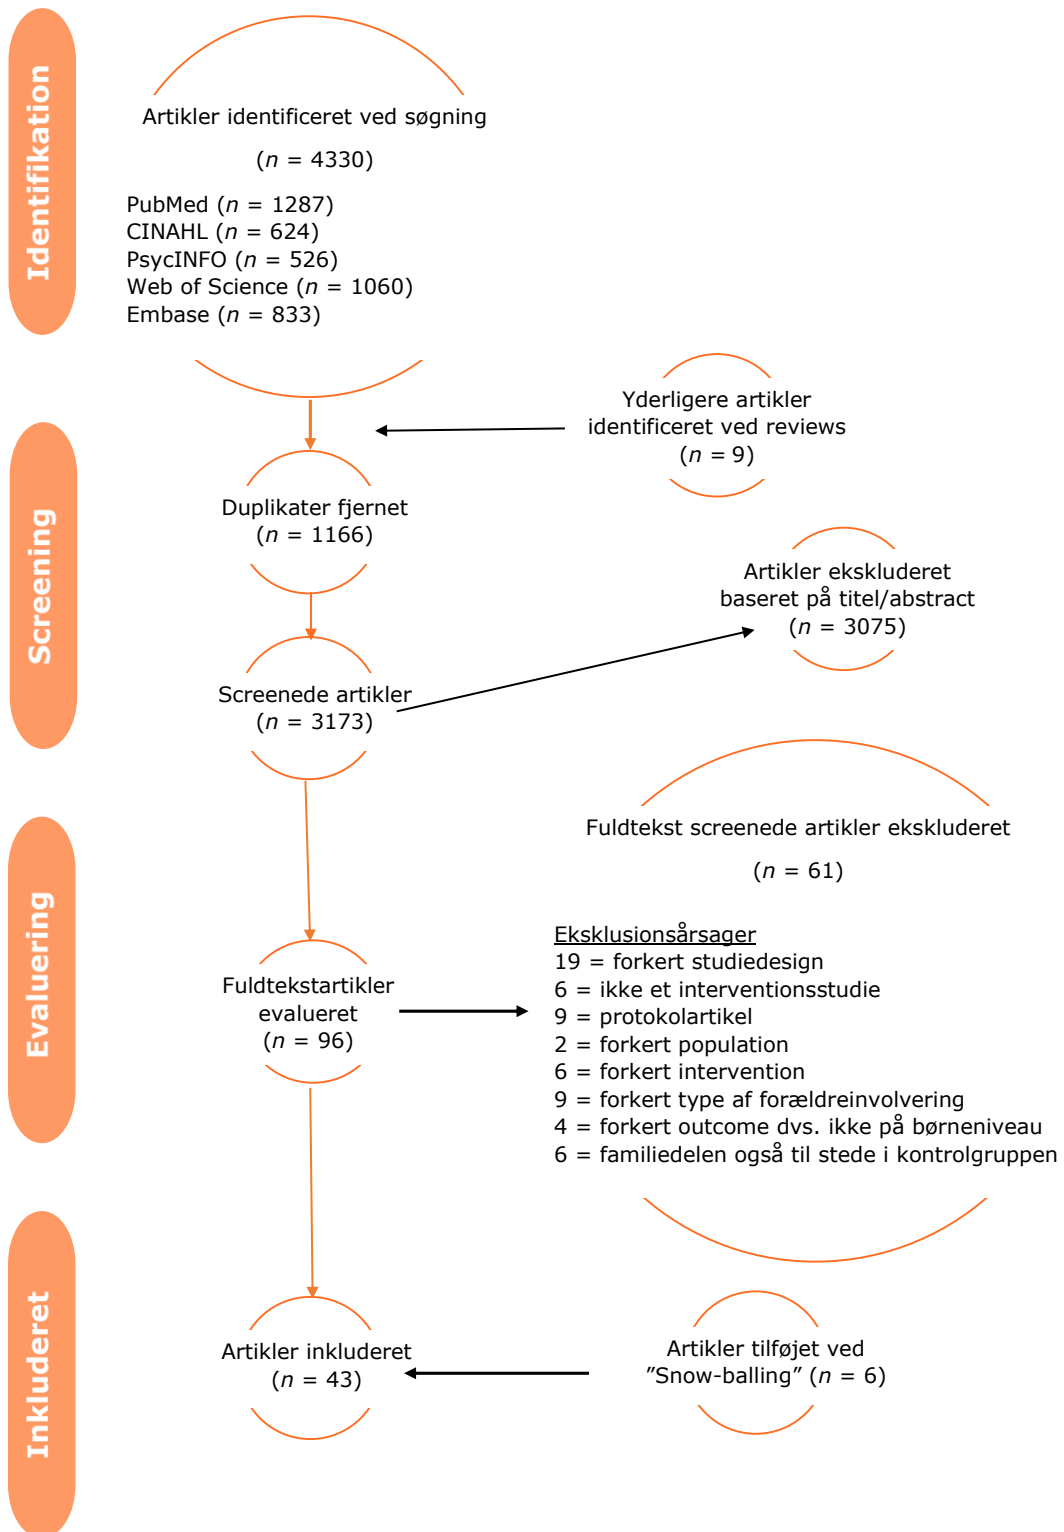 Identifikation
Artikler identificeret ved søgning
(n = 4330)
PubMed (n = 1287)
CINAHL (n = 624)
PsycINFO (n = 526)
Web of Science (n = 1060)
Embase (n = 833)
Yderligere artikler
identificeret ved reviews
(n = 9)
Screening
Duplikater fjernet
(n = 1166)
Artikler ekskluderet
baseret på titel/abstract
(n = 3075)
Screenede artikler
(n = 3173)
Evaluering
Fuldtekst screenede artikler ekskluderet
(n = 61)
Eksklusionsårsager
19 = forkert studiedesign
6 = ikke et interventionsstudie
9 = protokolartikel
2 = forkert population
6 = forkert intervention
9 = forkert type af forældreinvolvering
4 = forkert outcome dvs. ikke på børneniveau
6 = familiedelen også til stede i kontrolgruppen
Fuldtekstartikler
evalueret
(n = 96)
Inkluderet
Artikler inkluderet
(n = 43)
Artikler tilføjet ved
”Snow-balling” (n = 6)